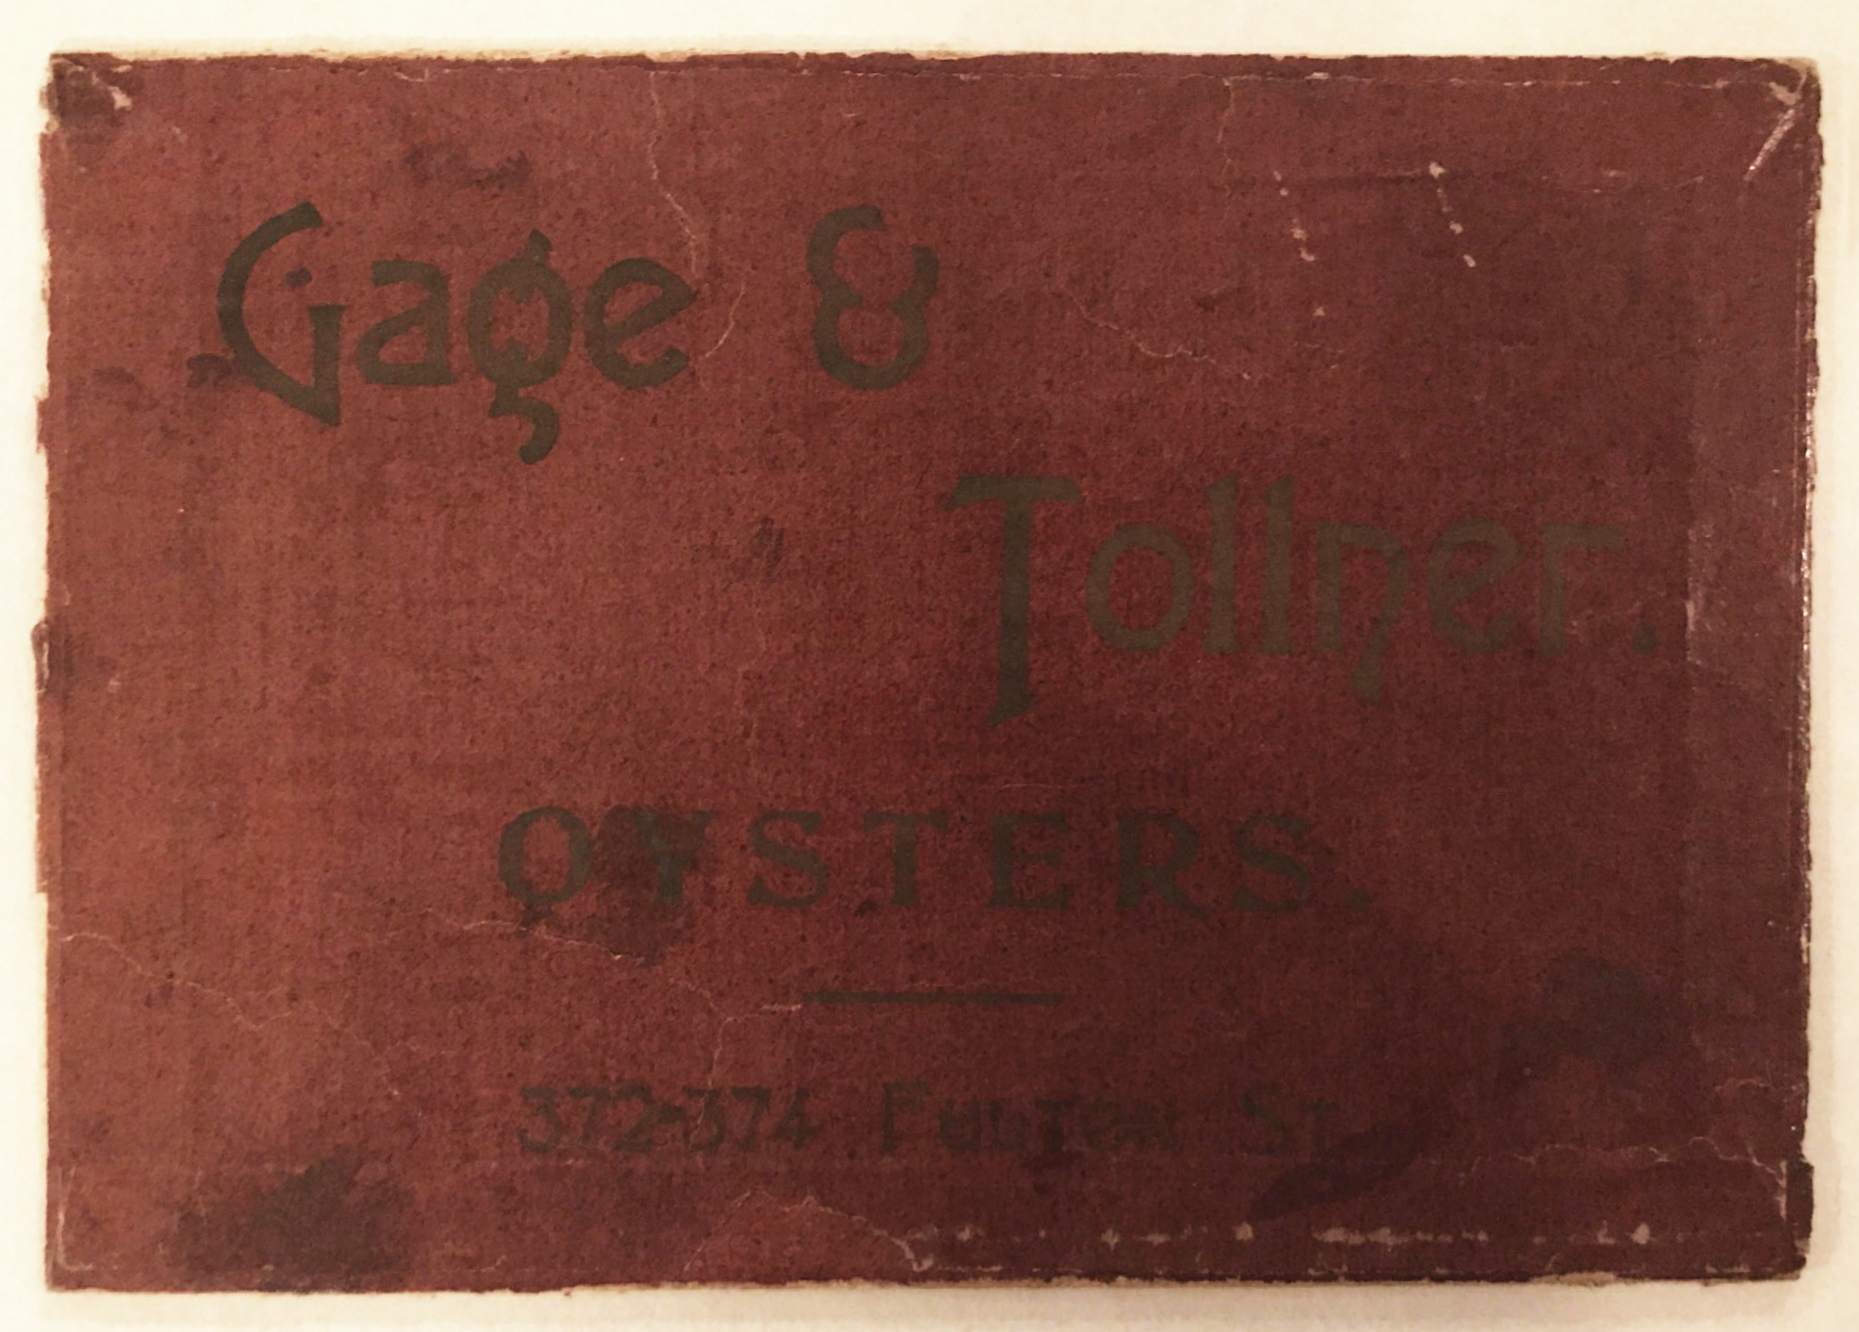 Gage &
Tollner.
OYSTERS.
372-374 Fulton St.